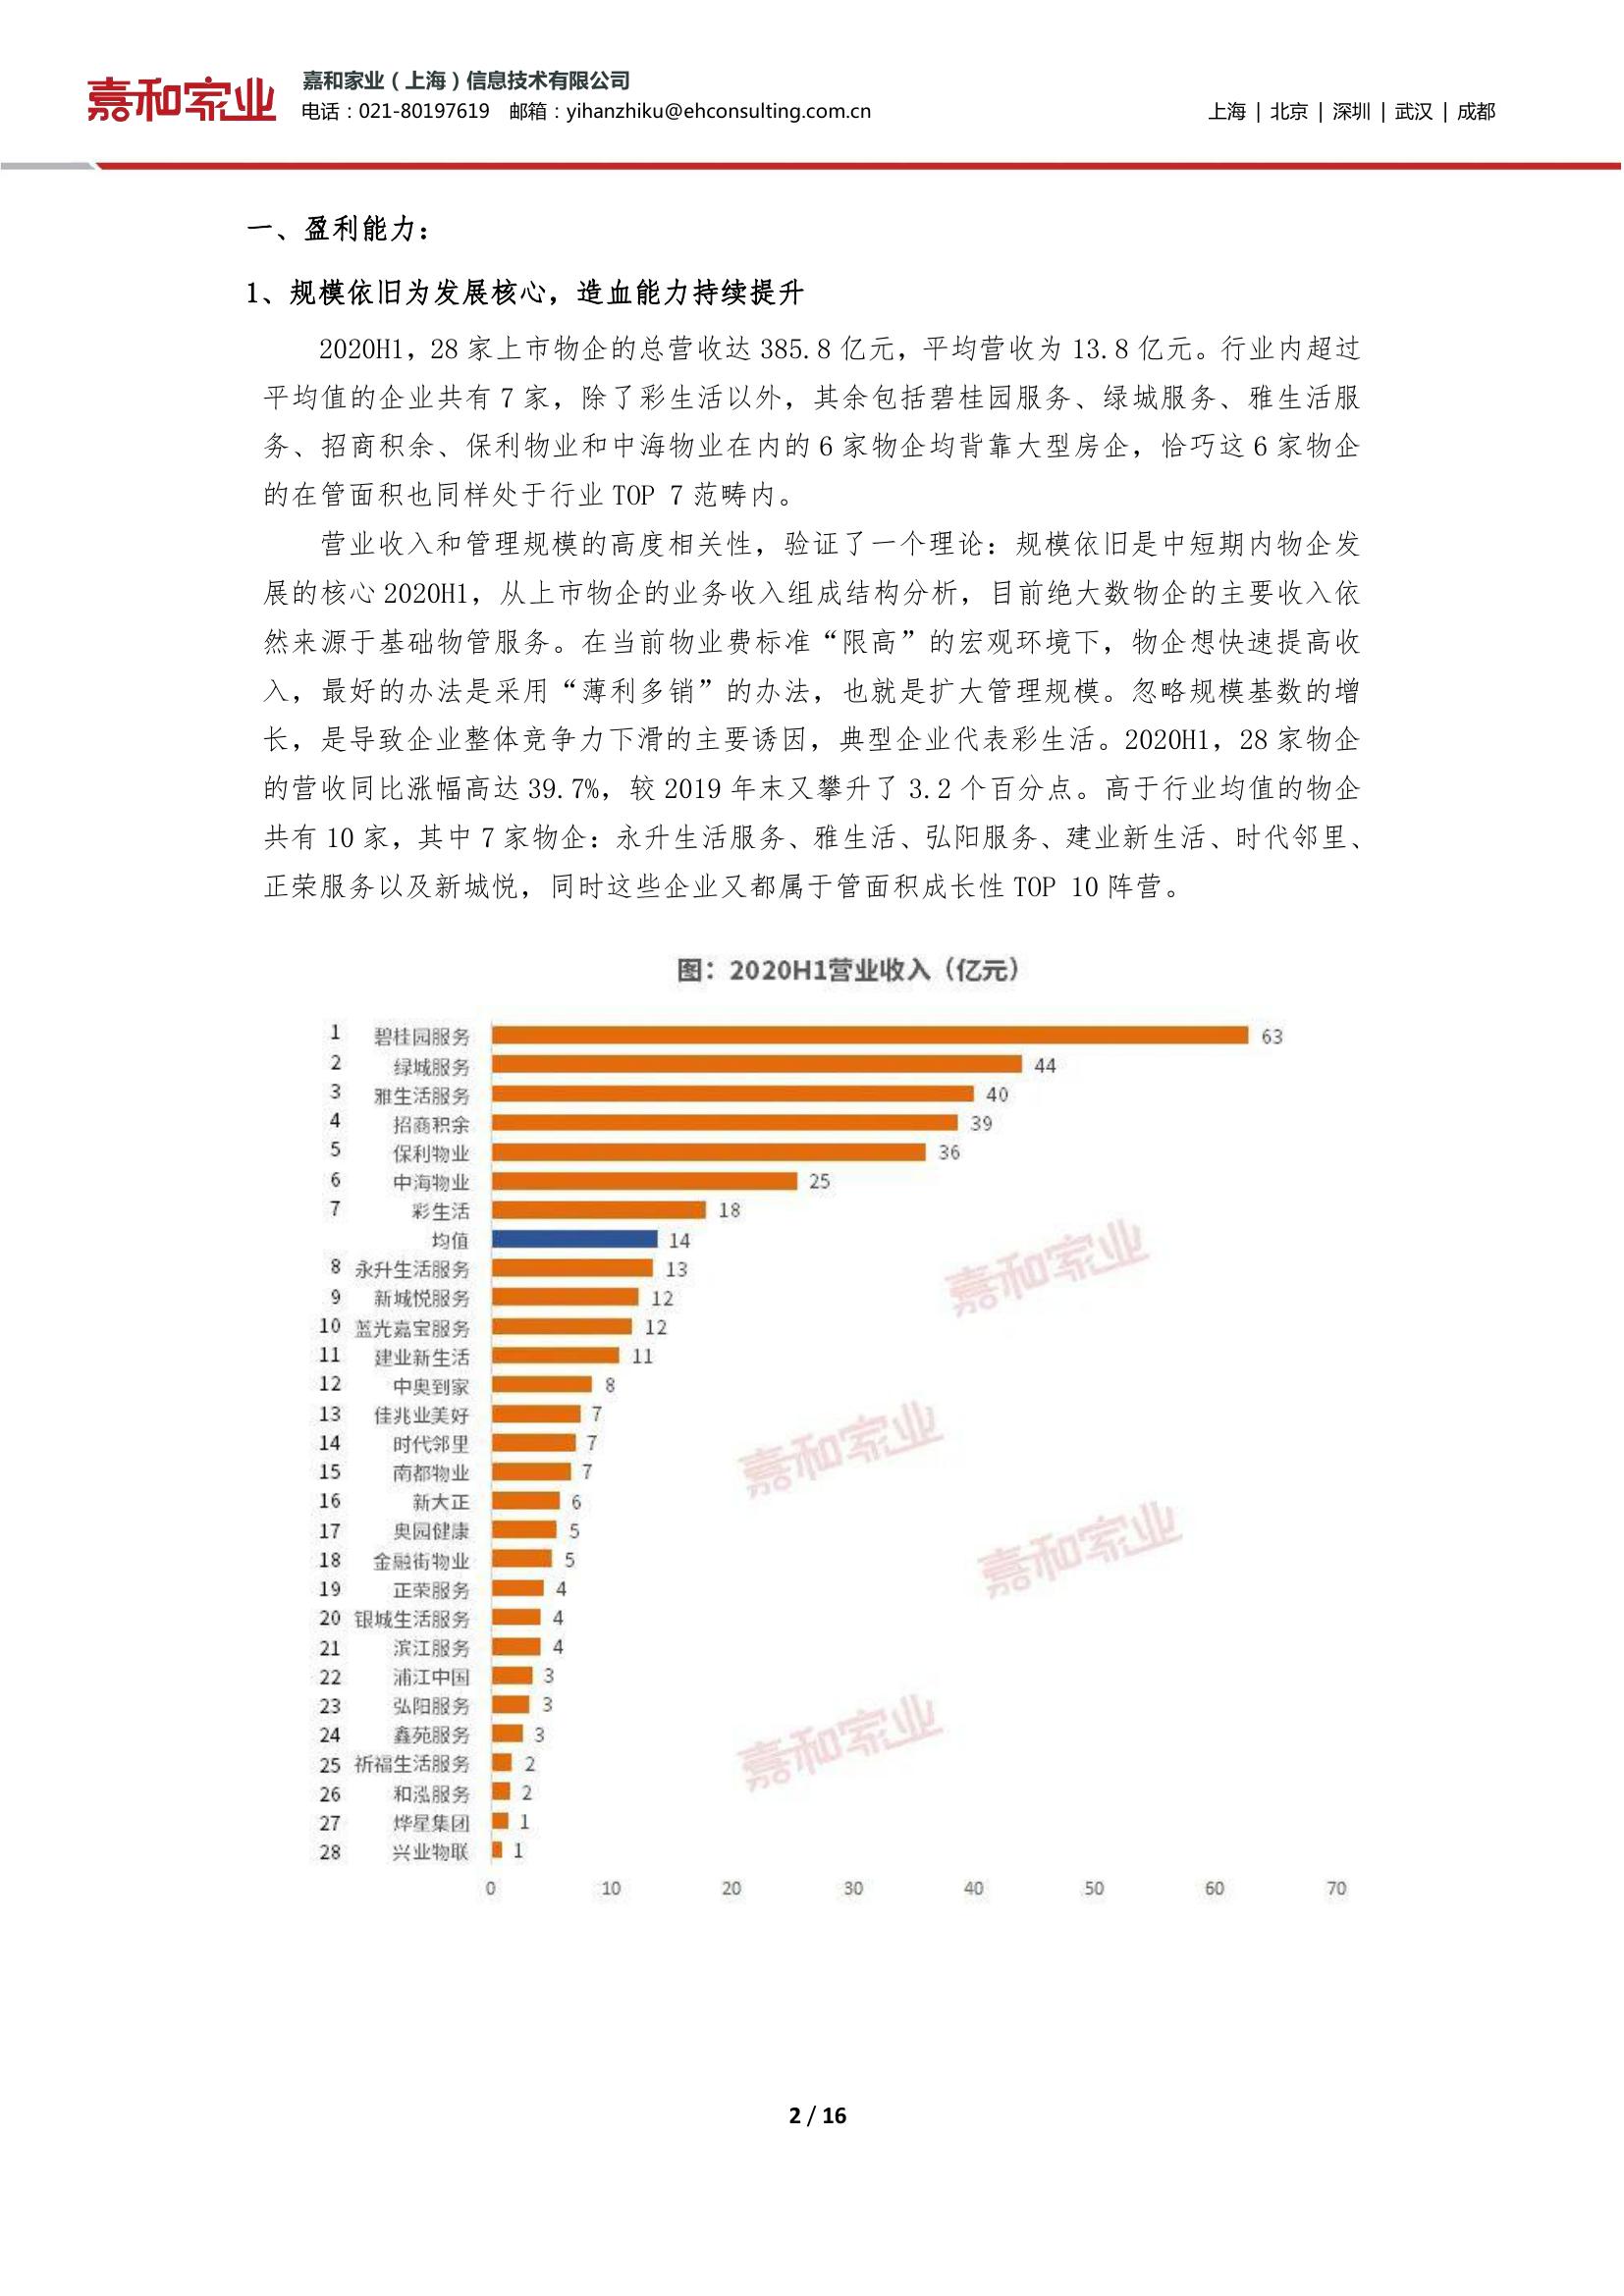 嘉和家业
嘉和家业（上海）信息技术有限公司
电话：021-80197619 邮箱：yihanzhiku@ehconsulting.com.cn
上海 | 北京 | 深圳 | 武汉 | 成都
一、盈利能力：
1、规模依旧为发展核心，造血能力持续提升
2020H1，28 家上市物企的总营收达 385.8 亿元，平均营收为 13.8 亿元。行业内超过
平均值的企业共有 7 家，除了彩生活以外，其余包括碧桂园服务、绿城服务、雅生活服
务、招商积余、保利物业和中海物业在内的 6 家物企均背靠大型房企，恰巧这 6 家物企
的在管面积也同样处于行业 TOP 7 范畴内。
营业收入和管理规模的高度相关性，验证了一个理论：规模依旧是中短期内物企发
展的核心 2020H1，从上市物企的业务收入组成结构分析，目前绝大数物企的主要收入依
然来源于基础物管服务。在当前物业费标准“限高”的宏观环境下，物企想快速提高收
入，最好的办法是采用“薄利多销”的办法，也就是扩大管理规模。忽略规模基数的增
长，是导致企业整体竞争力下滑的主要诱因，典型企业代表彩生活。2020H1，28 家物企
的营收同比涨幅高达 39.7%，较 2019 年末又攀升了 3.2 个百分点。高于行业均值的物企
共有 10 家，其中 7 家物企：永升生活服务、雅生活、弘阳服务、建业新生活、时代邻里、
正荣服务以及新城悦，同时这些企业又都属于管面积成长性 TOP 10 阵营。
图：2020H1营业收入（亿元）
1 碧桂园服务 63
2 绿城服务 44
3 雅生活服务 40
4 招商积余 39
5 保利物业 36
6 中海物业 25
7 彩生活 18
均值 14
8 永升生活服务 13
9 新城悦服务 12
10 蓝光嘉宝服务 12
11 建业新生活 11
12 中奥到家 8
13 佳兆业美好 7
14 时代邻里 7
15 南都物业 7
16 新大正 6
17 奥园健康 5
18 金融街物业 5
19 正荣服务 4
20 银城生活服务 4
21 滨江服务 4
22 浦江中国 3
23 弘阳服务 3
24 鑫苑服务 3
25 祈福生活服务 2
26 和泓服务 2
27 烨星集团 1
28 兴业物联 1
0 10 20 30 40 50 60 70
嘉和家业
嘉和家业
嘉和家业
嘉和家业
2 / 16